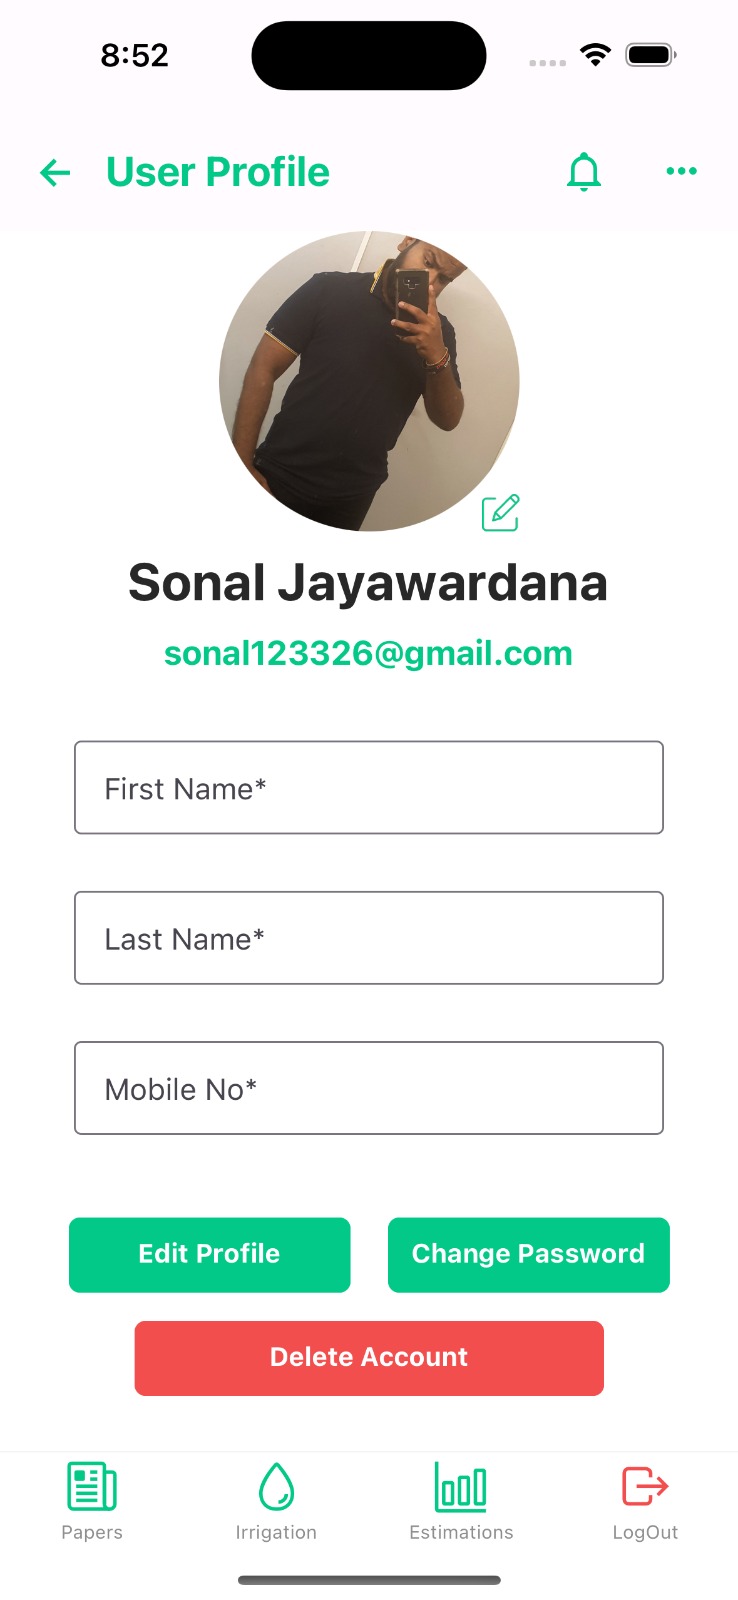 8:52
User Profile
Sonal Jayawardana
sonal123326@gmail.com
First Name*
Last Name*
Mobile No*
Edit Profile
Change Password
Delete Account
Papers
Irrigation
Estimations
LogOut